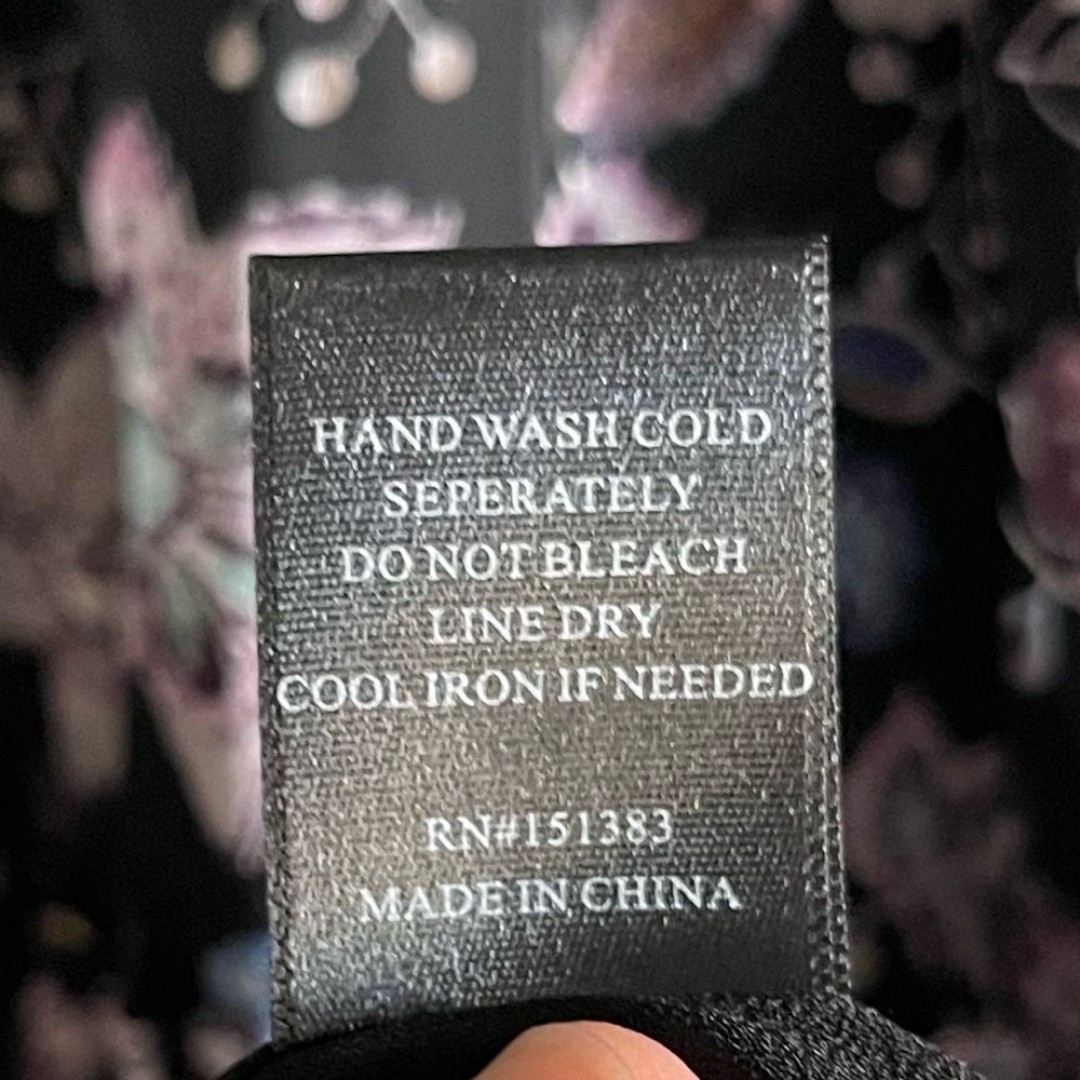 HAND WASH COLD
SEPERATELY
DO NOT BLEACH
LINE DRY
COOL IRON IF NEEDED
RN#151383
MADE IN CHINA